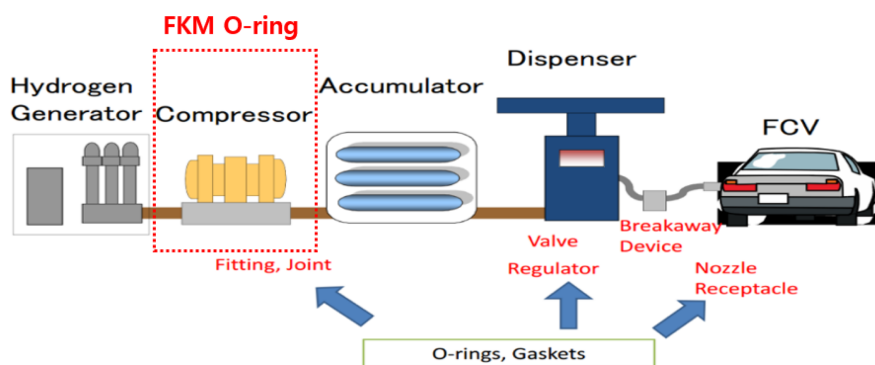 FKM O-ring
Hydrogen
Generator
Compressor
Accumulator
Dispenser
FCV
Fitting, Joint
Valve
Regulator
Breakaway
Device
Nozzle
Receptacle
O-rings, Gaskets